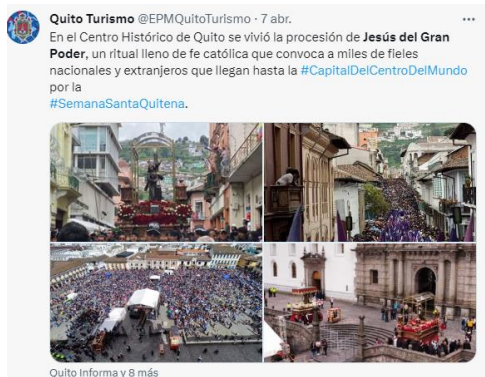 Quito Turismo @EPMQuitoTurismo · 7 abr.
En el Centro Histórico de Quito se vivió la procesión de Jesús del Gran
Poder, un ritual lleno de fe católica que convoca a miles de fieles
nacionales y extranjeros que llegan hasta la #CapitalDelCentroDelMundo
por la
#SemanaSantaQuitena.
Quito Informa y 8 más